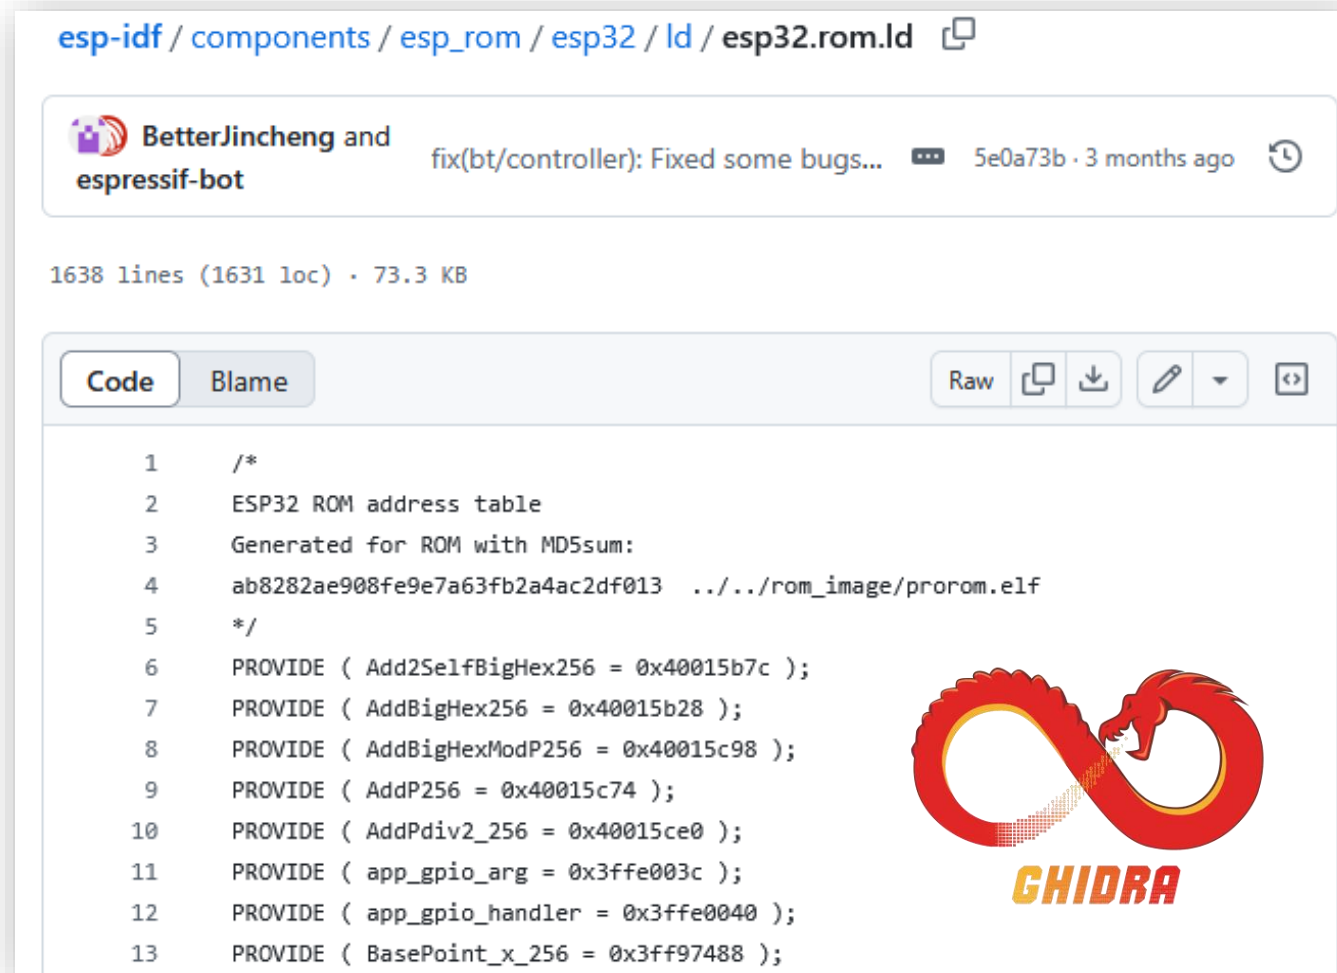 esp-idf / components / esp_rom / esp32 / ld / esp32.rom.ld
BetterJincheng and
espressif-bot
fix(bt/controller): Fixed some bugs...
5e0a73b · 3 months ago
1638 lines (1631 loc) · 73.3 KB
Code Blame Raw
1 /*
2 ESP32 ROM address table
3 Generated for ROM with MD5sum:
4 ab8282ae908fe9e7a63fb2a4ac2df013 ../../rom_image/prorom.elf
5 */
6 PROVIDE ( Add2SelfBigHex256 = 0x40015b7c );
7 PROVIDE ( AddBigHex256 = 0x40015b28 );
8 PROVIDE ( AddBigHexModP256 = 0x40015c98 );
9 PROVIDE ( AddP256 = 0x40015c74 );
10 PROVIDE ( AddPdiv2_256 = 0x40015ce0 );
11 PROVIDE ( app_gpio_arg = 0x3ffe003c );
12 PROVIDE ( app_gpio_handler = 0x3ffe0040 );
13 PROVIDE ( BasePoint_x_256 = 0x3ff97488 );
GHIDRA